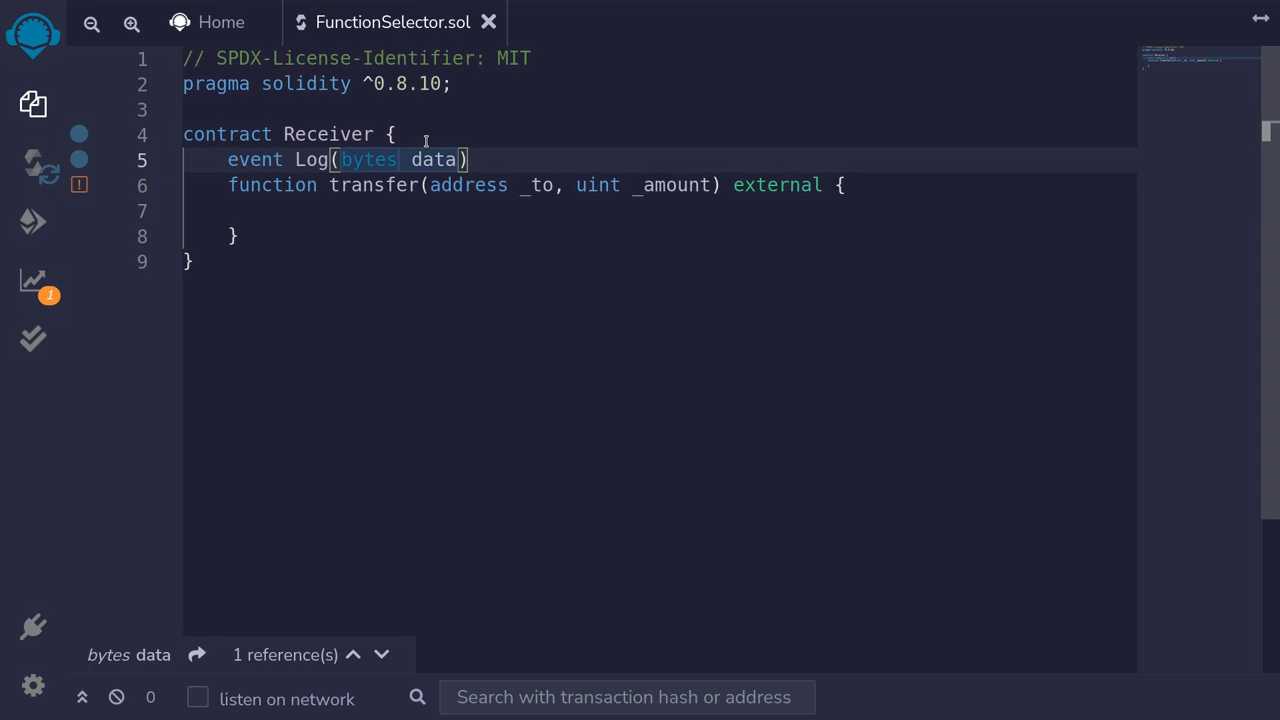 Home
FunctionSelector.sol
1 // SPDX-License-Identifier: MIT
2 pragma solidity ^0.8.10;
3
4 contract Receiver {
5 event Log(bytes data)
6 function transfer(address _to, uint _amount) external {
7
8 }
9 }
1
bytes data 1 reference(s)
0 listen on network Search with transaction hash or address